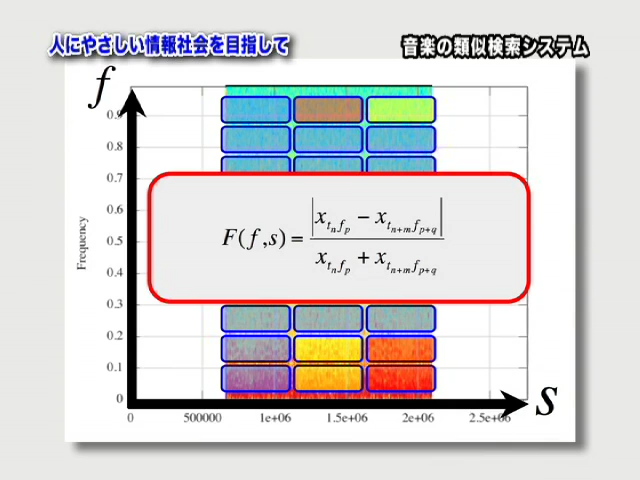 人にやさしい情報社会を目指して
音楽の類似検索システム
f
0.9
0.8
0.7
0.6
0.5
0.4
0.3
0.2
0.1
0
Frequency
F(f,s) = |x_{t_n f_p} − x_{t_{n+m} f_{p+q}}| / (x_{t_n f_p} + x_{t_{n+m} f_{p+q}})
0 500000 1e+06 1.5e+06 2e+06 2.5e+06
s